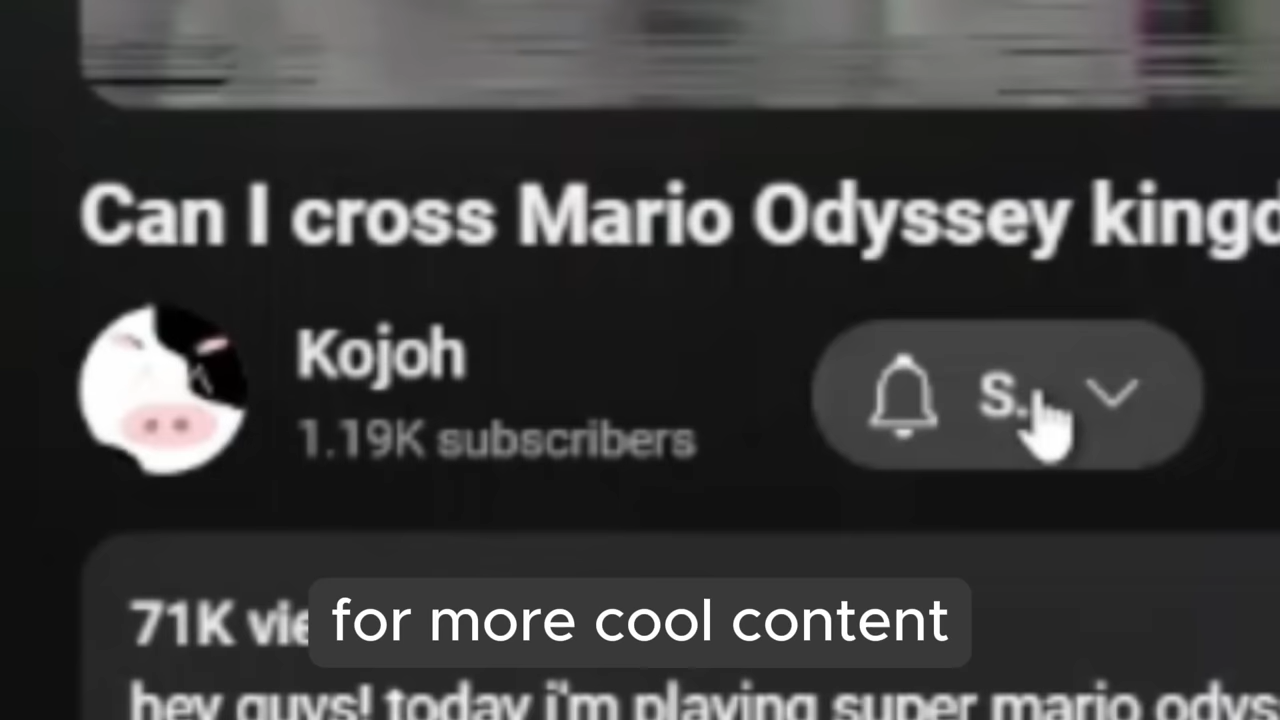 Can I cross Mario Odyssey kingd
Kojoh
1.19K subscribers
S..
71K vie
for more cool content
hey guys! today i'm playing super mario odys